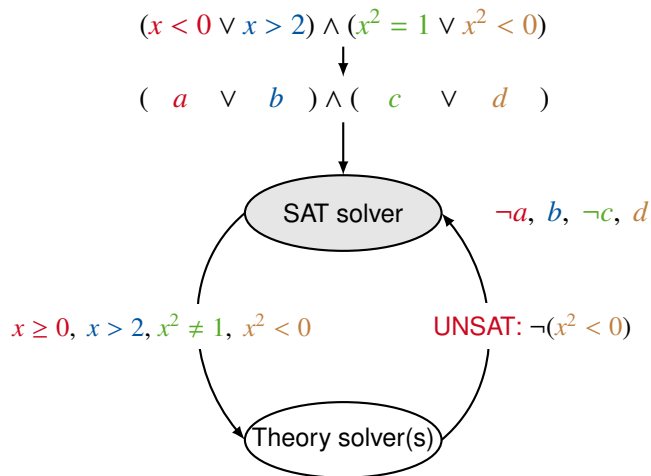 (x < 0 ∨ x > 2) ∧ (x² = 1 ∨ x² < 0)
( a ∨ b ) ∧ ( c ∨ d )
SAT solver
¬a, b, ¬c, d
x ≥ 0, x > 2, x² ≠ 1, x² < 0
UNSAT: ¬(x² < 0)
Theory solver(s)